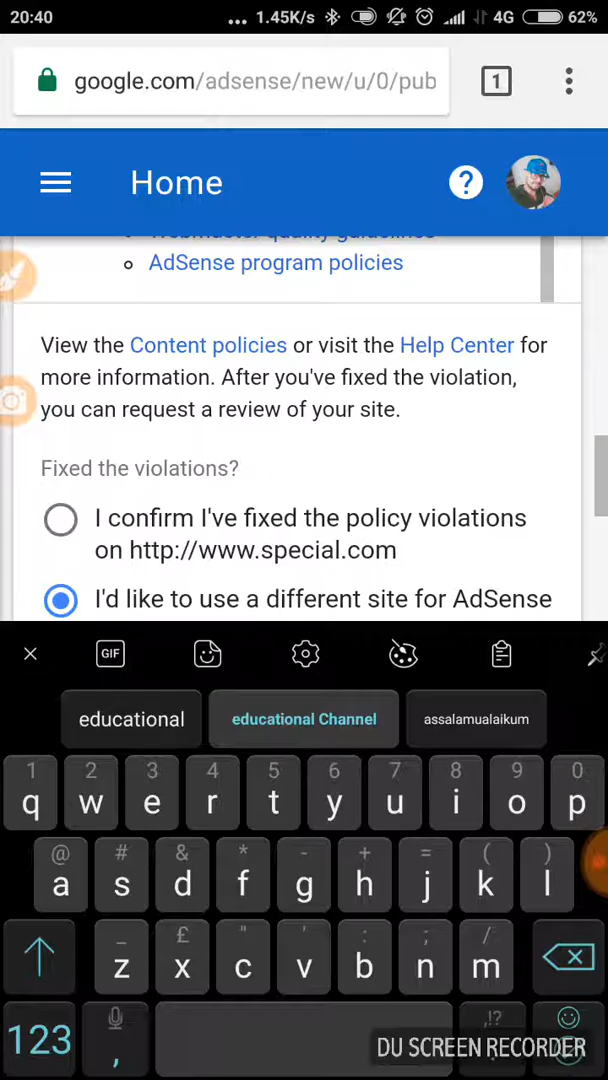 20:40 ... 1.45K/s 4G 62%
google.com/adsense/new/u/0/pub 1
Home ?
Webmaster quality guidelines
AdSense program policies
View the Content policies or visit the Help Center for
more information. After you've fixed the violation,
you can request a review of your site.
Fixed the violations?
I confirm I've fixed the policy violations
on http://www.special.com
I'd like to use a different site for AdSense
GIF
educational educational Channel assalamualaikum
1 2 3 4 5 6 7 8 9 0
q w e r t y u i o p
@ # & * - + = ( )
a s d f g h j k l
_ £ " ' : ; /
z x c v b n m
,!?
123 , .
DU SCREEN RECORDER